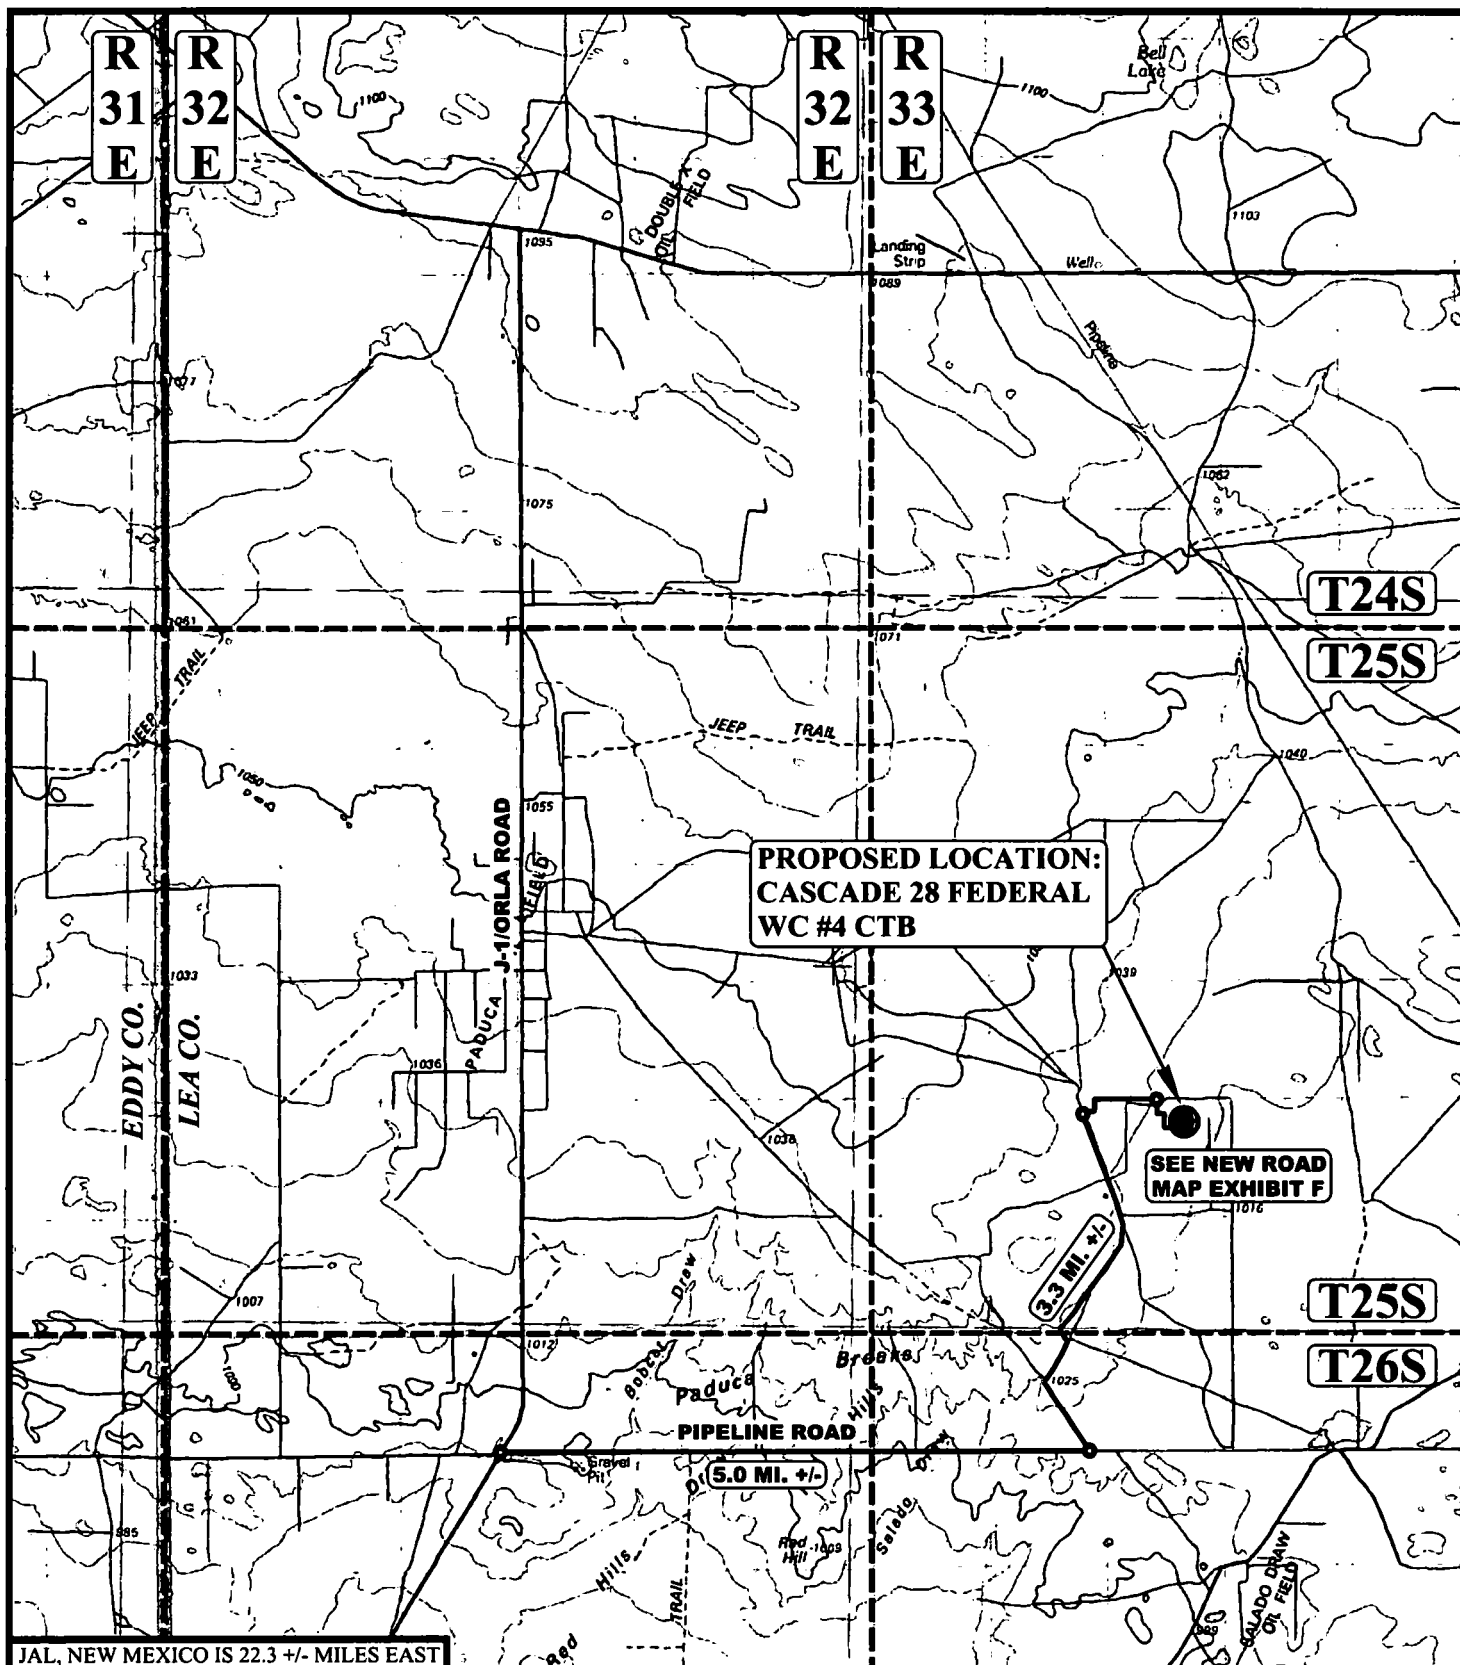 R
31
E
R
32
E
R
32
E
R
33
E
Bell
Lake
1100
1100
DOUBLE X
OIL FIELD
1103
1095
Landing
Strip
1089
Pipeline
1077
1075
1062
T24S
1061
1071
T25S
JEEP TRAIL
JEEP TRAIL
1040
1050
1055
J-1/ORLA ROAD
PROPOSED LOCATION:
CASCADE 28 FEDERAL
WC #4 CTB
1033
1039
EDDY CO.
LEA CO.
PADUCA
1036
1038
SEE NEW ROAD
MAP EXHIBIT F
1016
3.3 MI. +/-
Draw
1007
T25S
1012
T26S
Bobcat
Paduca
Breaks
1000
1025
Hills
PIPELINE ROAD
Gravel
Pit
5.0 MI. +/-
Draw
985
Red
Hill
1009
Salado
Hills
TRAIL
SALADO DRAW
OIL FIELD
989
Red
JAL, NEW MEXICO IS 22.3 +/- MILES EAST